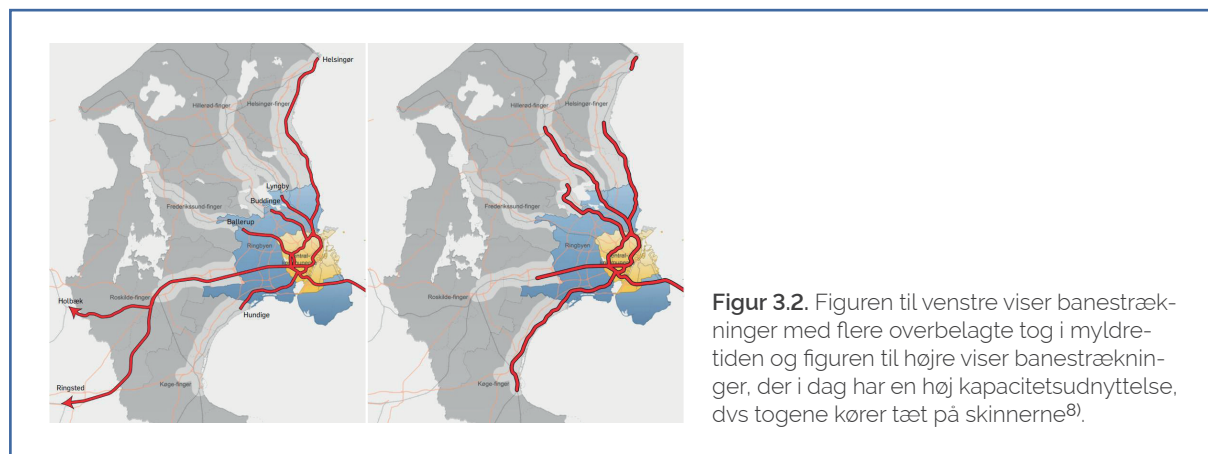 Helsingør
Hillerød-finger
Helsingør-finger
Lyngby
Buddinge
Frederikssund-finger
Ballerup
Ringbyen
Holbæk
Roskilde-finger
Hundige
Ringsted
Køge-finger
Hillerød-finger
Helsingør-finger
Frederikssund-finger
Ringbyen
Roskilde-finger
Køge-finger
Figur 3.2. Figuren til venstre viser banestræk-
ninger med flere overbelagte tog i myldre-
tiden og figuren til højre viser banestræknin-
ger, der i dag har en høj kapacitetsudnyttelse,
dvs togene kører tæt på skinnerne8).